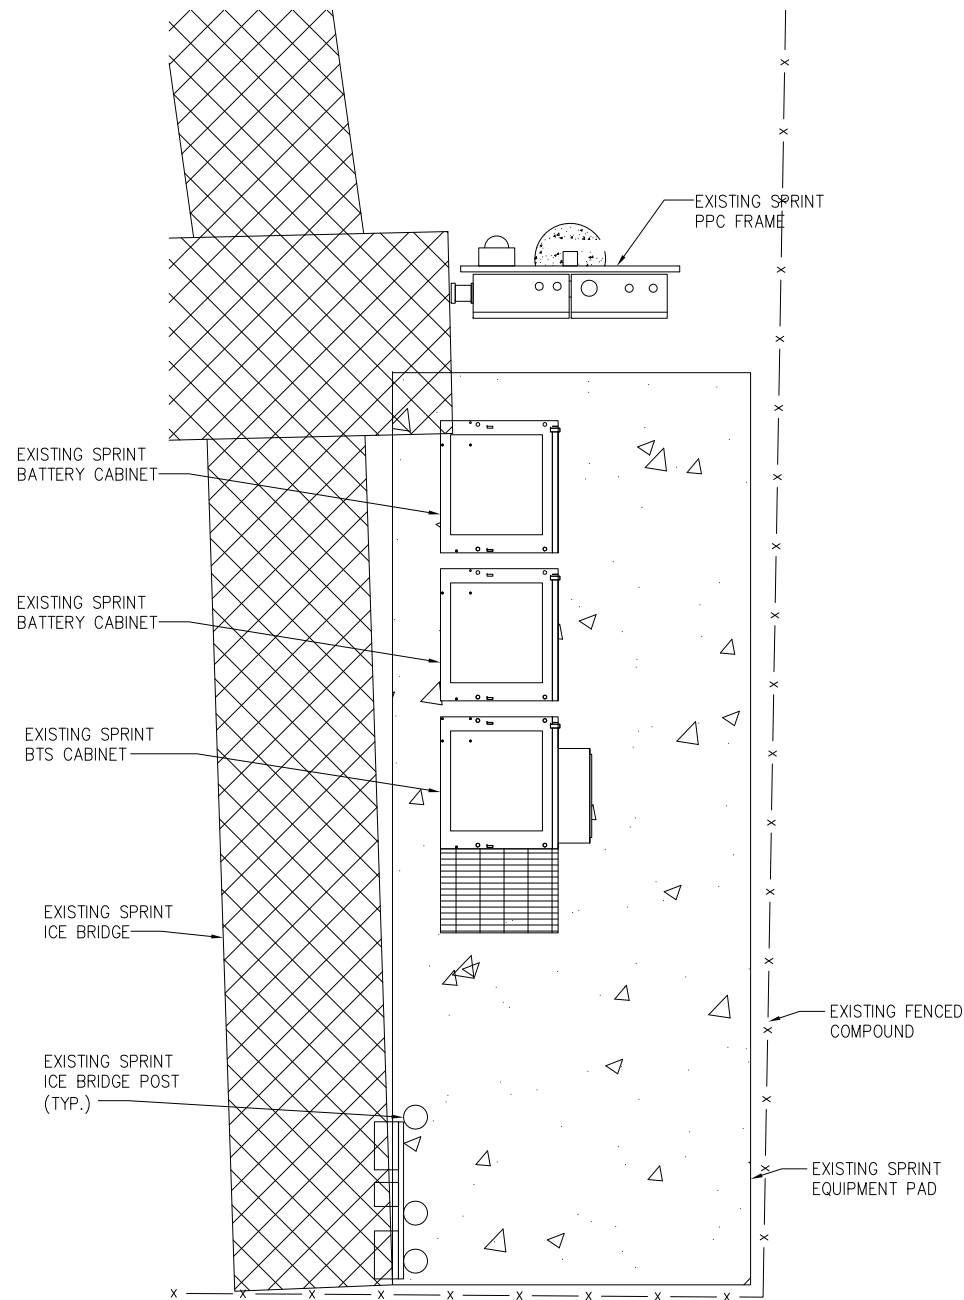 EXISTING SPRINT
PPC FRAME
EXISTING SPRINT
BATTERY CABINET
EXISTING SPRINT
BATTERY CABINET
EXISTING SPRINT
BTS CABINET
EXISTING SPRINT
ICE BRIDGE
EXISTING FENCED
COMPOUND
EXISTING SPRINT
ICE BRIDGE POST
(TYP.)
EXISTING SPRINT
EQUIPMENT PAD